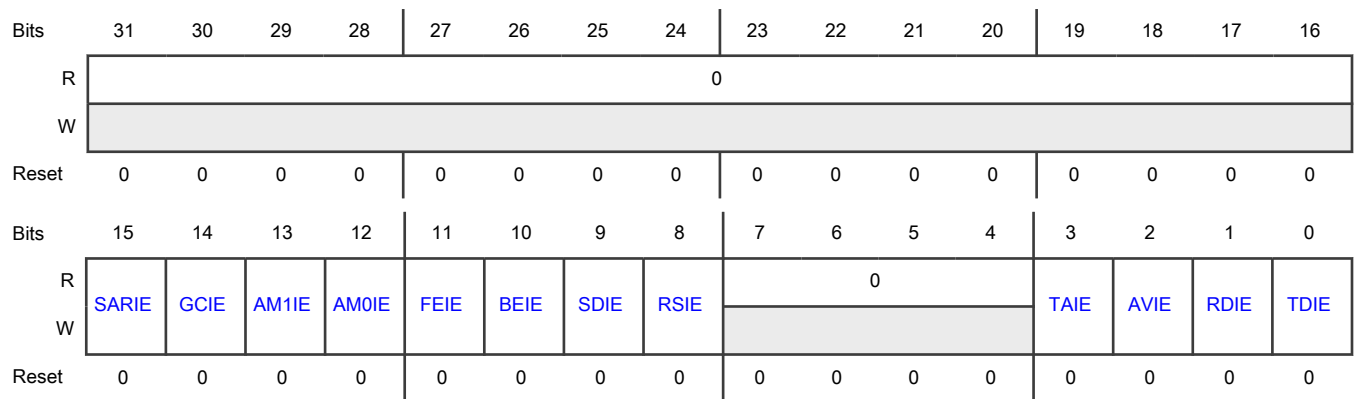 Bits 31 30 29 28 27 26 25 24 23 22 21 20 19 18 17 16
R 0
W
Reset 0 0 0 0 0 0 0 0 0 0 0 0 0 0 0 0
Bits 15 14 13 12 11 10 9 8 7 6 5 4 3 2 1 0
R 0
SARIE GCIE AM1IE AM0IE FEIE BEIE SDIE RSIE TAIE AVIE RDIE TDIE
W
Reset 0 0 0 0 0 0 0 0 0 0 0 0 0 0 0 0